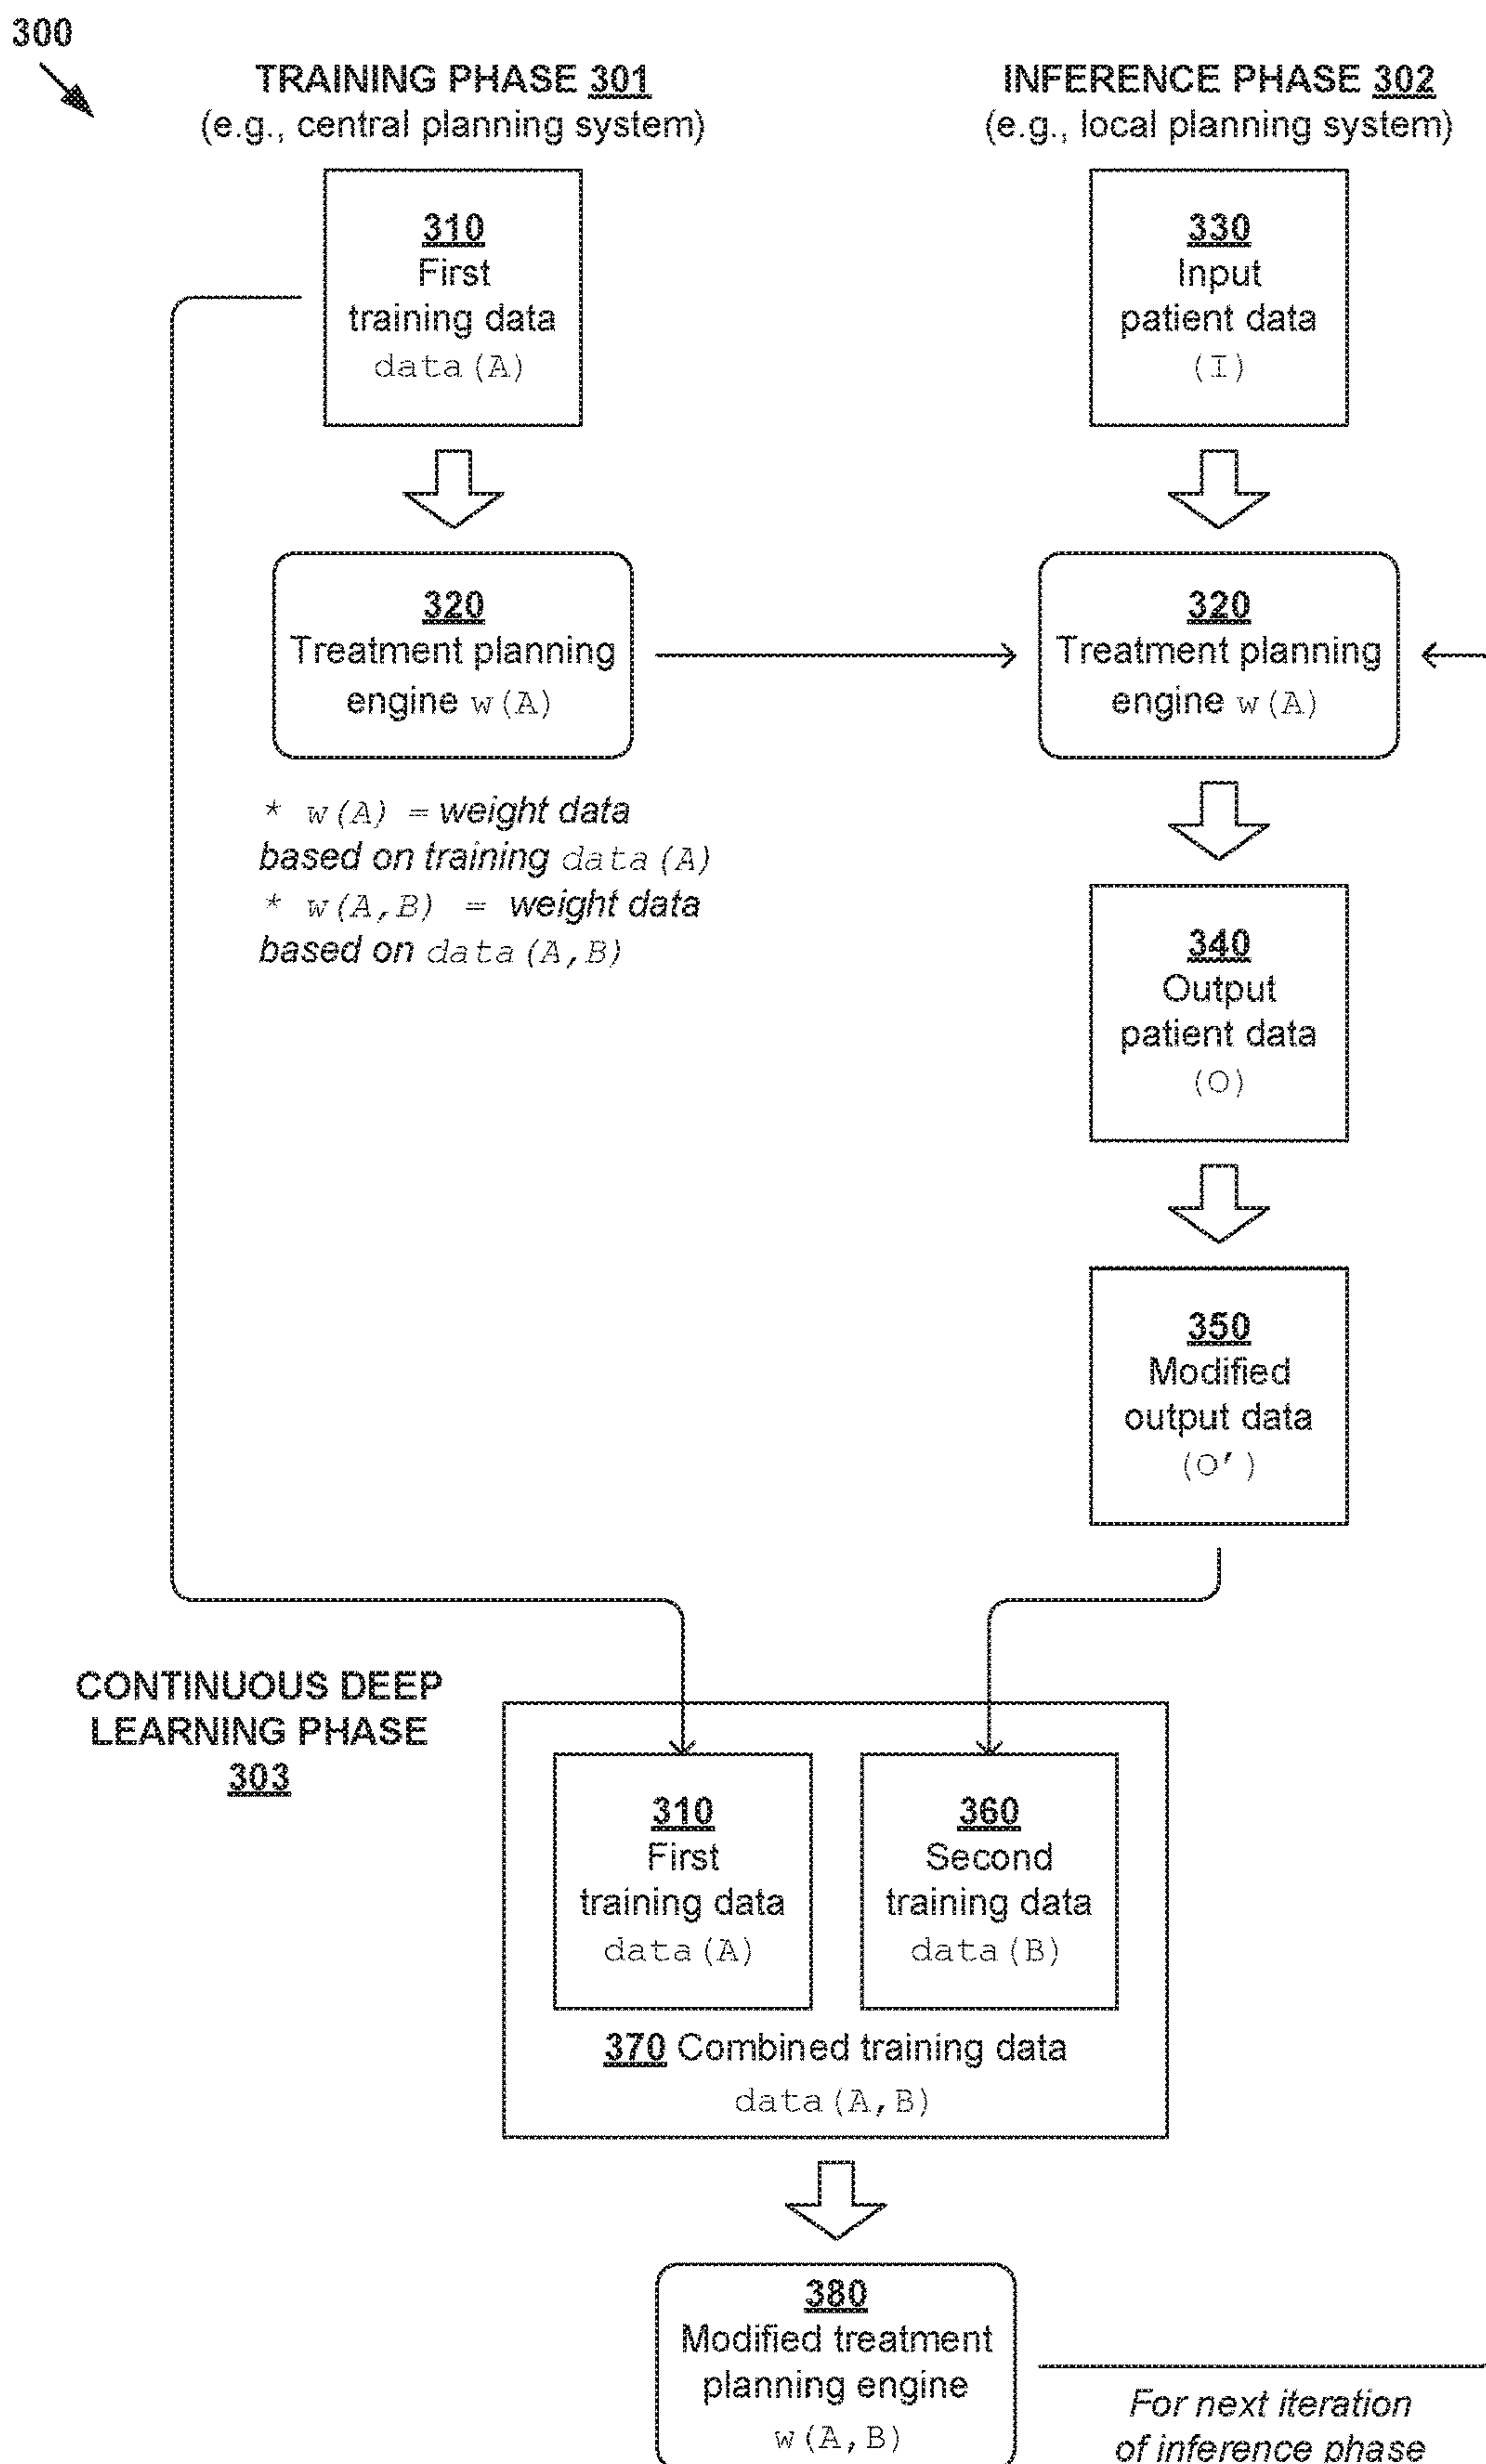 300
TRAINING PHASE 301
(e.g., central planning system)
INFERENCE PHASE 302
(e.g., local planning system)
310
First
training data
data(A)
330
Input
patient data
(I)
320
Treatment planning
engine w(A)
320
Treatment planning
engine w(A)
* w(A) = weight data
based on training data(A)
* w(A,B) = weight data
based on data(A,B)
340
Output
patient data
(O)
350
Modified
output data
(O')
CONTINUOUS DEEP
LEARNING PHASE
303
310
First
training data
data(A)
360
Second
training data
data(B)
370 Combined training data
data(A,B)
380
Modified treatment
planning engine
w(A,B)
For next iteration
of inference phase